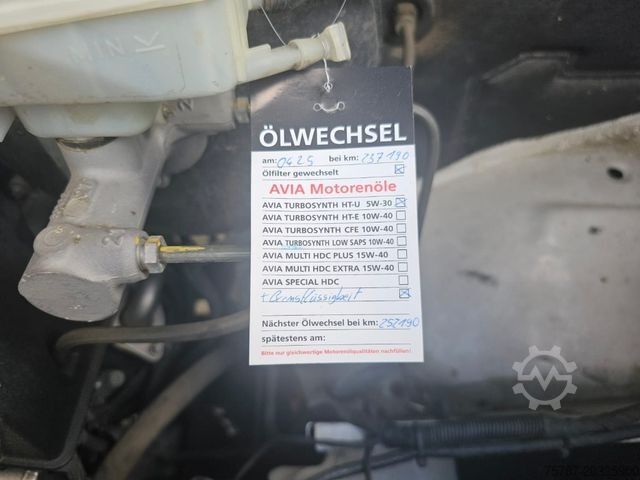 MIN
ÖLWECHSEL
am: 04.25 bei km: 237190
Ölfilter gewechselt
AVIA Motorenöle
AVIA TURBOSYNTH HT-U 5W-30
AVIA TURBOSYNTH HT-E 10W-40
AVIA TURBOSYNTH CFE 10W-40
AVIA TURBOSYNTH LOW SAPS 10W-40
AVIA MULTI HDC PLUS 15W-40
AVIA MULTI HDC EXTRA 15W-40
AVIA SPECIAL HDC
+ Bremsflüssigkeit
Nächster Ölwechsel bei km: 252190
spätestens am:
Bitte nur gleichwertige Motorenölqualitäten nachfüllen!